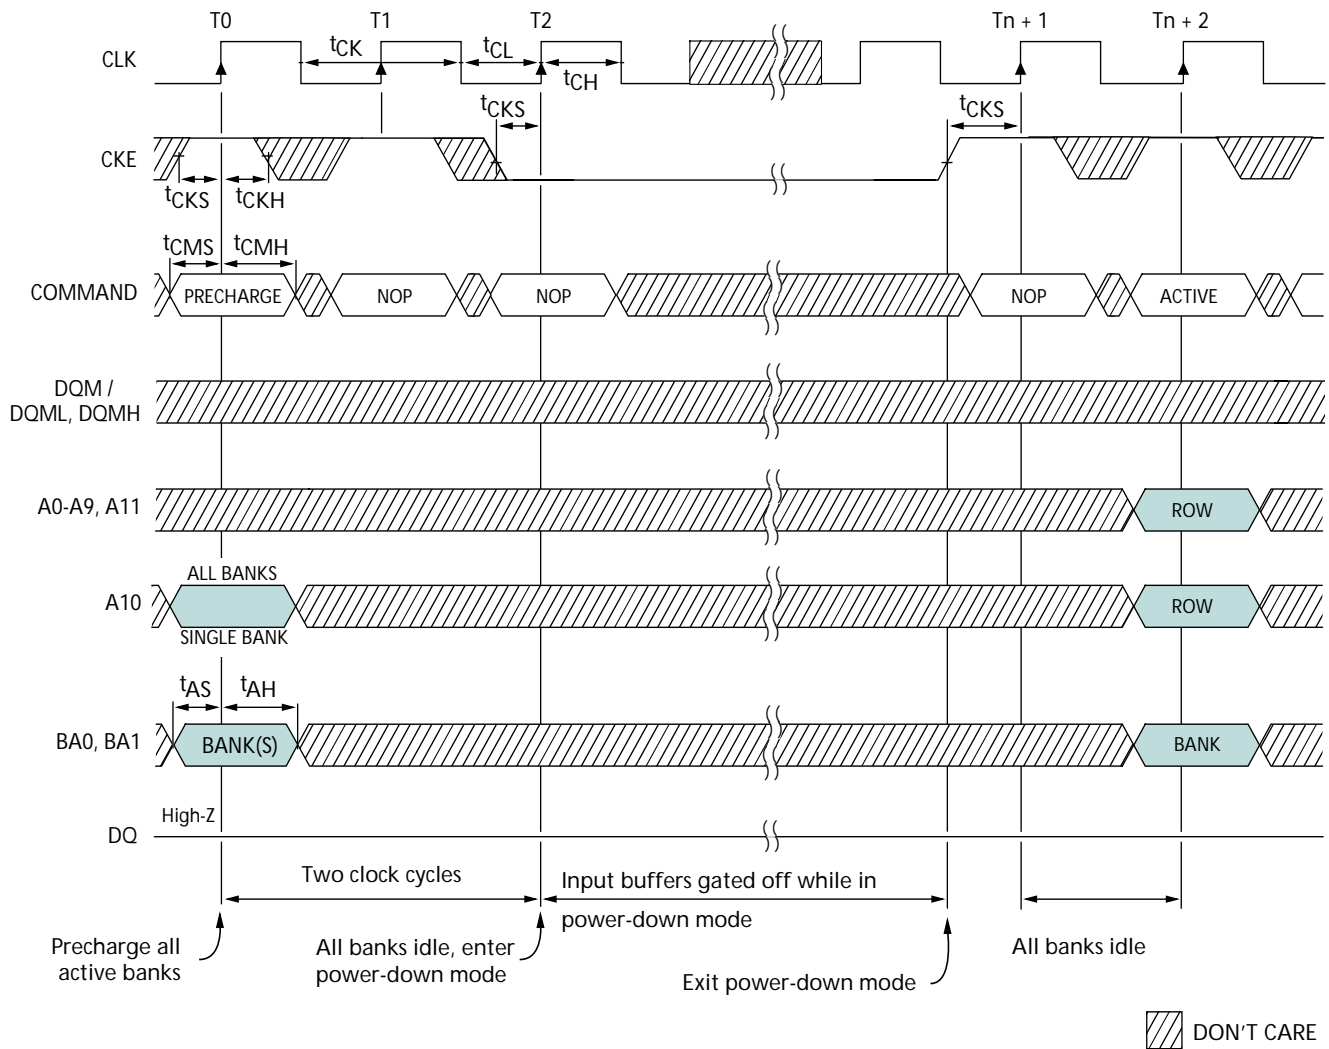 T0 T1 T2 Tn + 1 Tn + 2
CLK tCK tCL tCH
tCKS tCKS
CKE
tCKS tCKH
tCMS tCMH
COMMAND PRECHARGE NOP NOP NOP ACTIVE
DQM /
DQML, DQMH
A0-A9, A11 ROW
ALL BANKS
A10 ROW
SINGLE BANK
tAS tAH
BA0, BA1 BANK(S) BANK
High-Z
DQ
Two clock cycles
Input buffers gated off while in
power-down mode
Precharge all
active banks
All banks idle, enter
power-down mode
Exit power-down mode
All banks idle
DON'T CARE